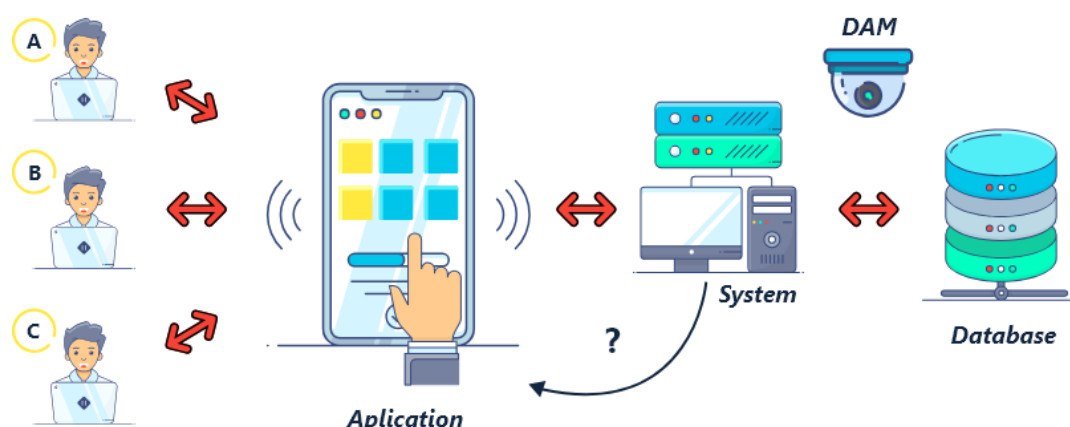 A
DAM
B
C
?
System
Database
Aplication